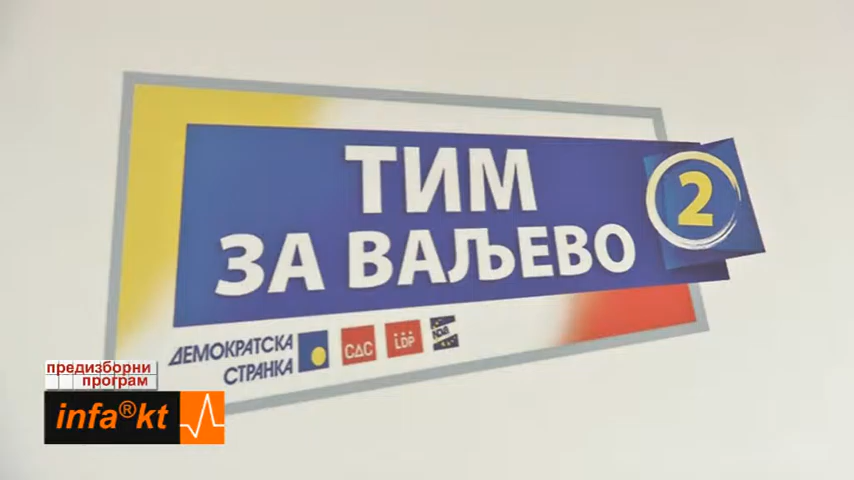 ТИМ
ЗА ВАЉЕВО
2
ДЕМОКРАТСКА
СТРАНКА
СДС
LDP
предизборни
програм
infa®kt